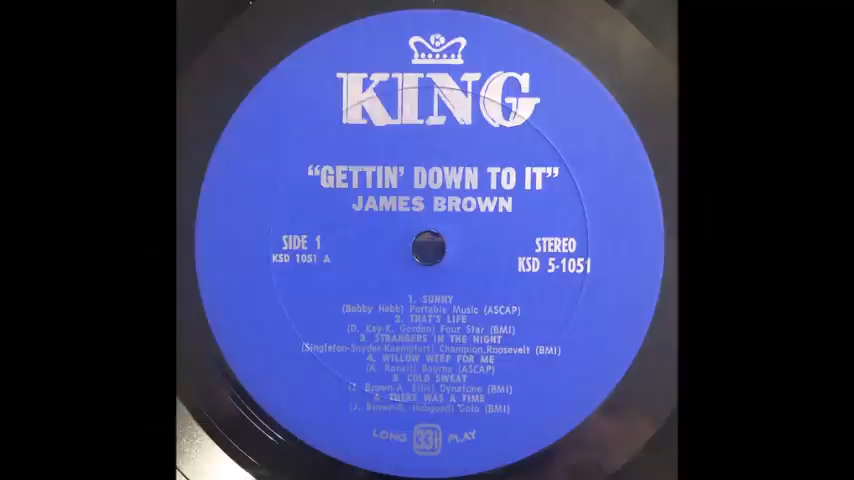 KING
"GETTIN' DOWN TO IT"
JAMES BROWN
SIDE 1
KSD 1051 A
STEREO
KSD 5-1051
1. SUNNY
(Bobby Hebb) Portable Music (ASCAP)
2. THAT'S LIFE
(D. Kay-K. Gordon) Four Star (BMI)
3 STRANGERS IN THE NIGHT
(Singleton-Snyder-Kaempfert) Champion,Roosevelt (BMI)
4. WILLOW WEEP FOR ME
(A. Ronell) Bourne (ASCAP)
5. COLD SWEAT
(J. Brown-A. Ellis) Dynatone (BMI)
6. THERE WAS A TIME
(J. Brown-B. Hobgood) Golo (BMI)
LONG 33⅓ PLAY